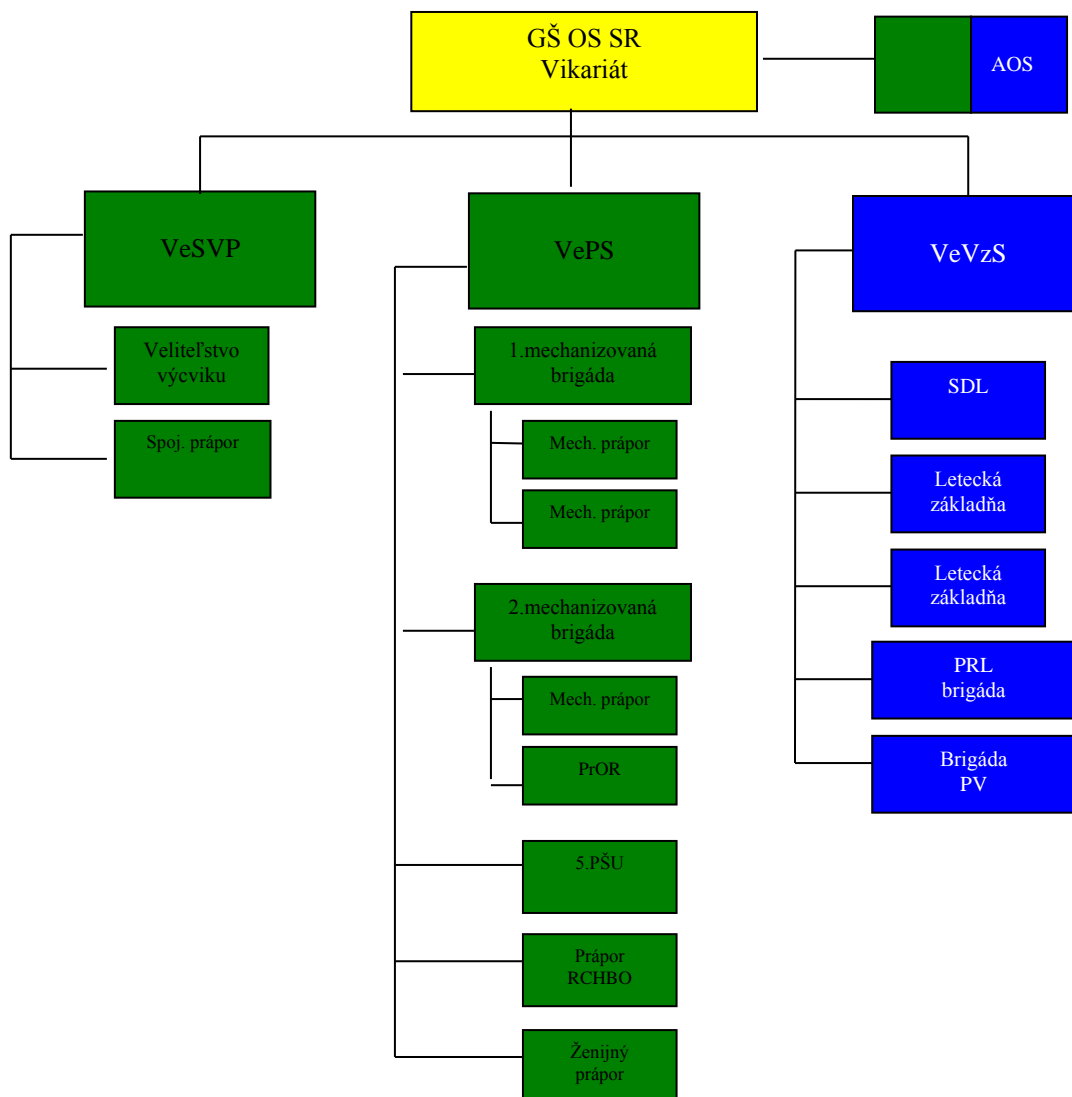 GŠ OS SR
Vikariát
AOS
VeSVP
Veliteľstvo
výcviku
Spoj. prápor
VePS
1.mechanizovaná
brigáda
Mech. prápor
Mech. prápor
2.mechanizovaná
brigáda
Mech. prápor
PrOR
5.PŠU
Prápor
RCHBO
Ženijný
prápor
VeVzS
SDL
Letecká
základňa
Letecká
základňa
PRL
brigáda
Brigáda
PV